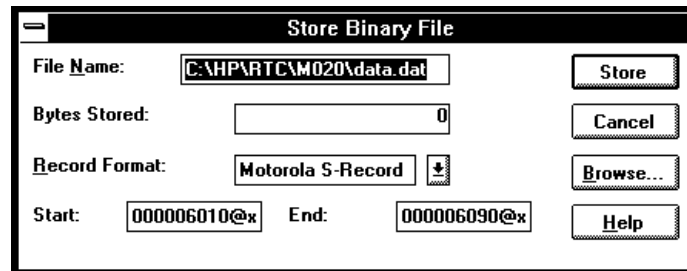 Store Binary File
File Name: C:\HP\RTC\M020\data.dat Store
Bytes Stored: 0 Cancel
Record Format: Motorola S-Record Browse...
Start: 000006010@x End: 000006090@x Help